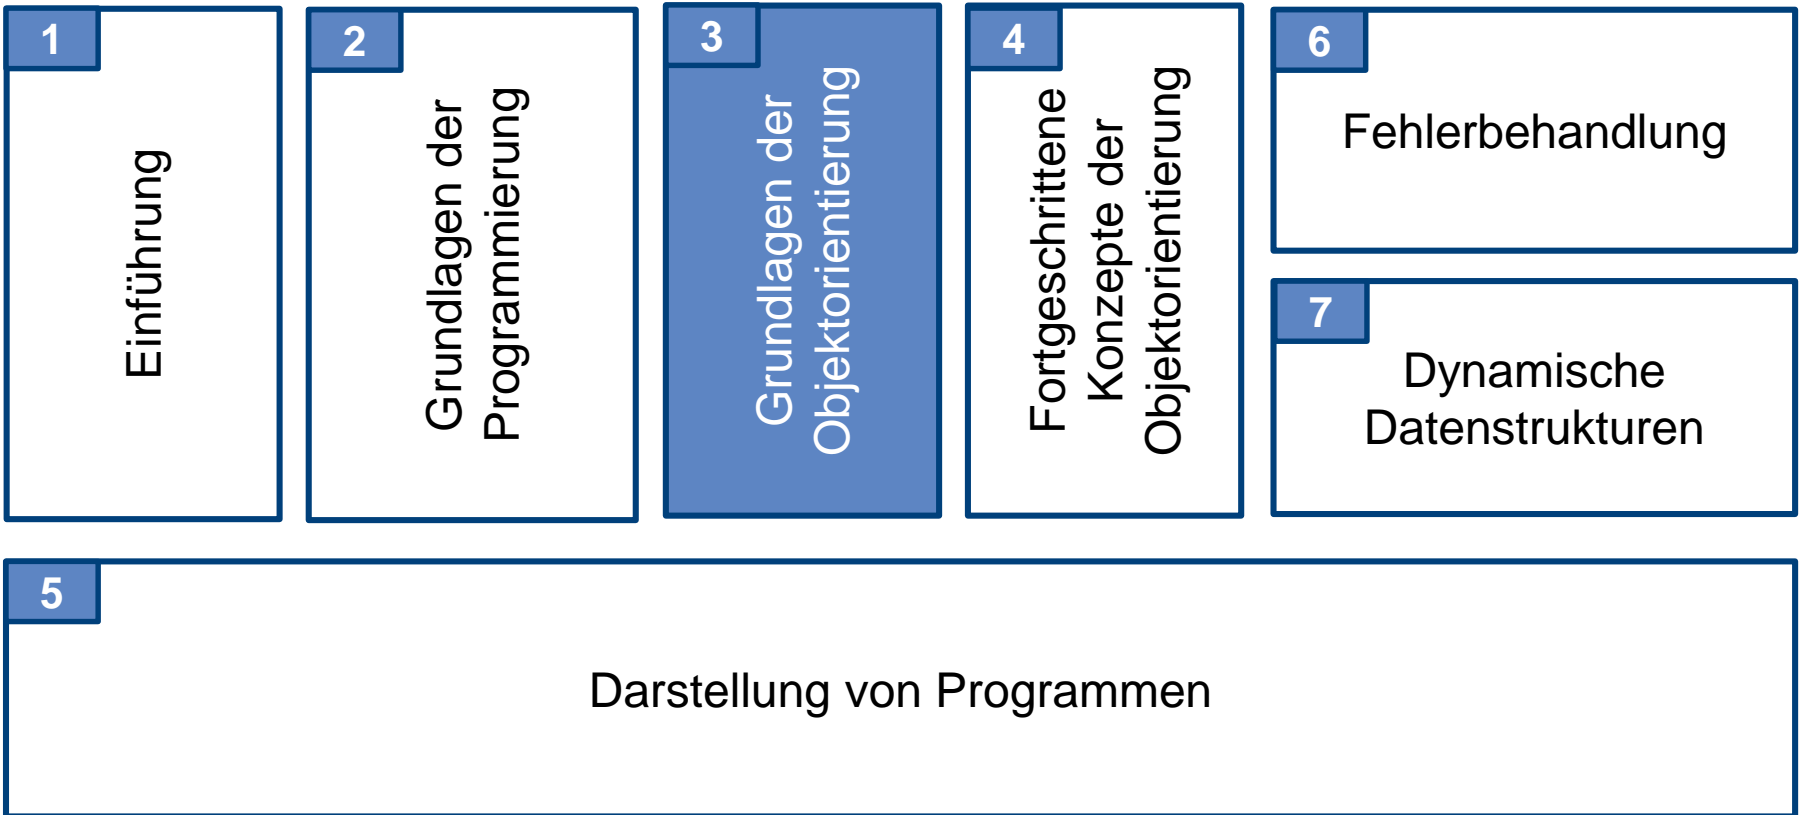 1
Einführung
2
Grundlagen der
Programmierung
3
Grundlagen der
Objektorientierung
4
Fortgeschrittene
Konzepte der
Objektorientierung
6
Fehlerbehandlung
7
Dynamische
Datenstrukturen
5
Darstellung von Programmen